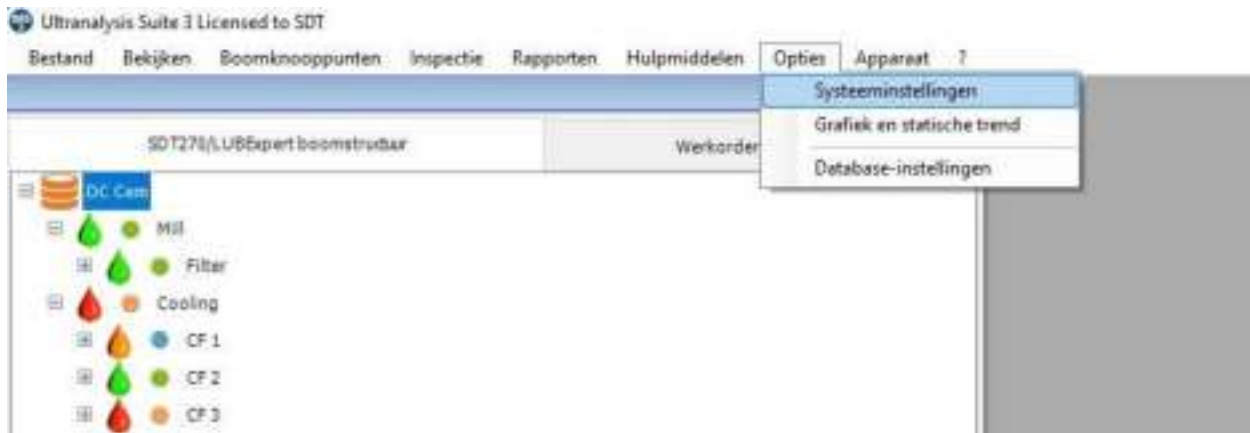 Ultranalysis Suite 3 Licensed to SDT
Bestand Bekijken Boomknooppunten Inspectie Rapporten Hulpmiddelen Opties Apparaat ?
Systeeminstellingen
Grafiek en statische trend
Database-instellingen
SDT270/LUBExpert boomstructuur Werkorder
DC Cam
Mill
Filter
Cooling
CF 1
CF 2
CF 3